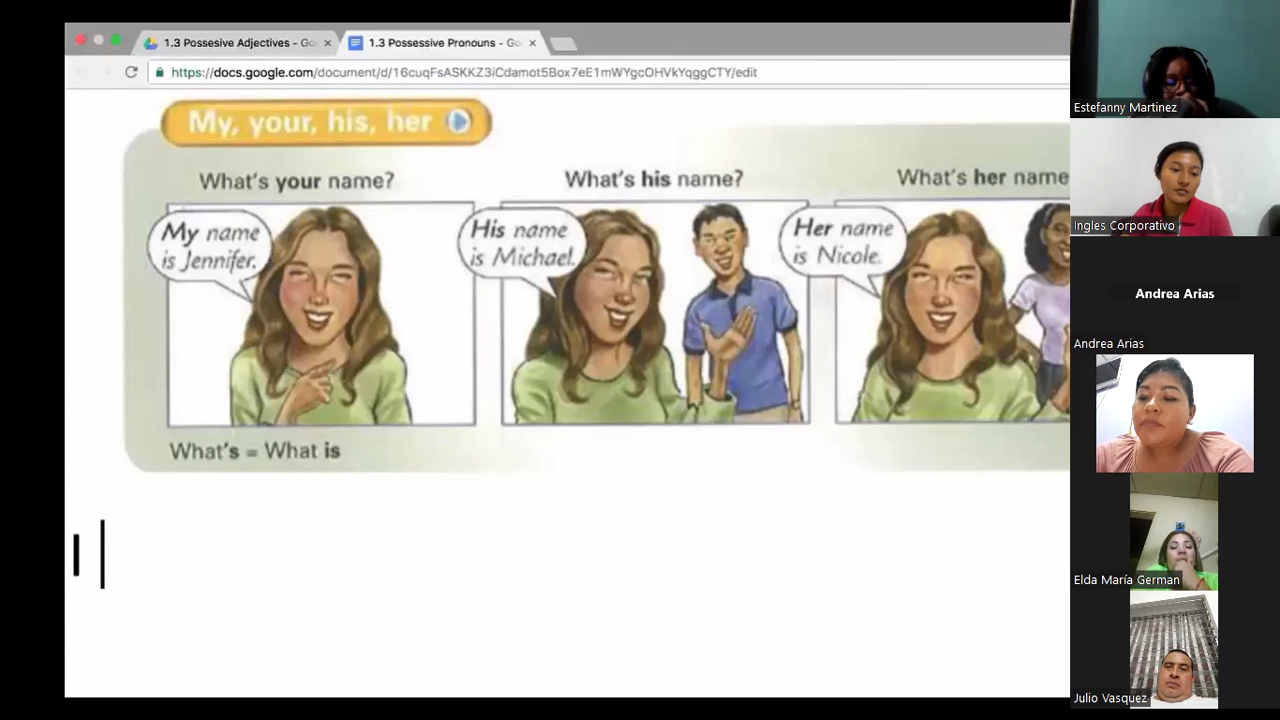 1.3 Possesive Adjectives - Go
1.3 Possessive Pronouns - Go
https://docs.google.com/document/d/16cuqFsASKKZ3iCdamot5Box7eE1mWYgcOHVkYqggCTY/edit
My, your, his, her
What's your name?
What's his name?
What's her name
My name
is Jennifer.
His name
is Michael.
Her name
is Nicole.
What's = What is
I
Estefanny Martinez
Ingles Corporativo
Andrea Arias
Andrea Arias
Elda María German
Julio Vasquez